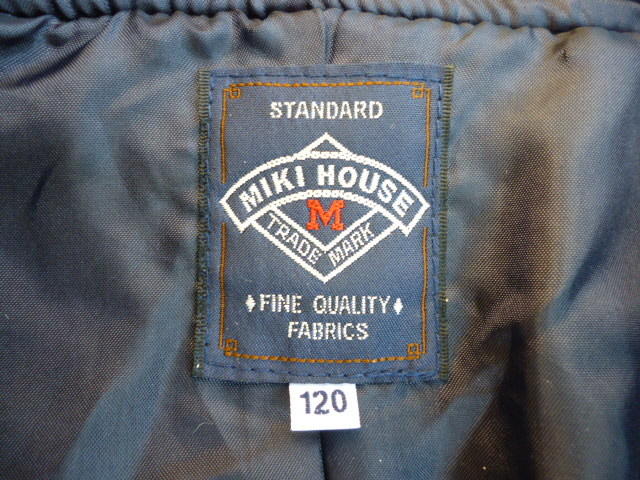 STANDARD
MIKI HOUSE
M
TRADE MARK
FINE QUALITY
FABRICS
120